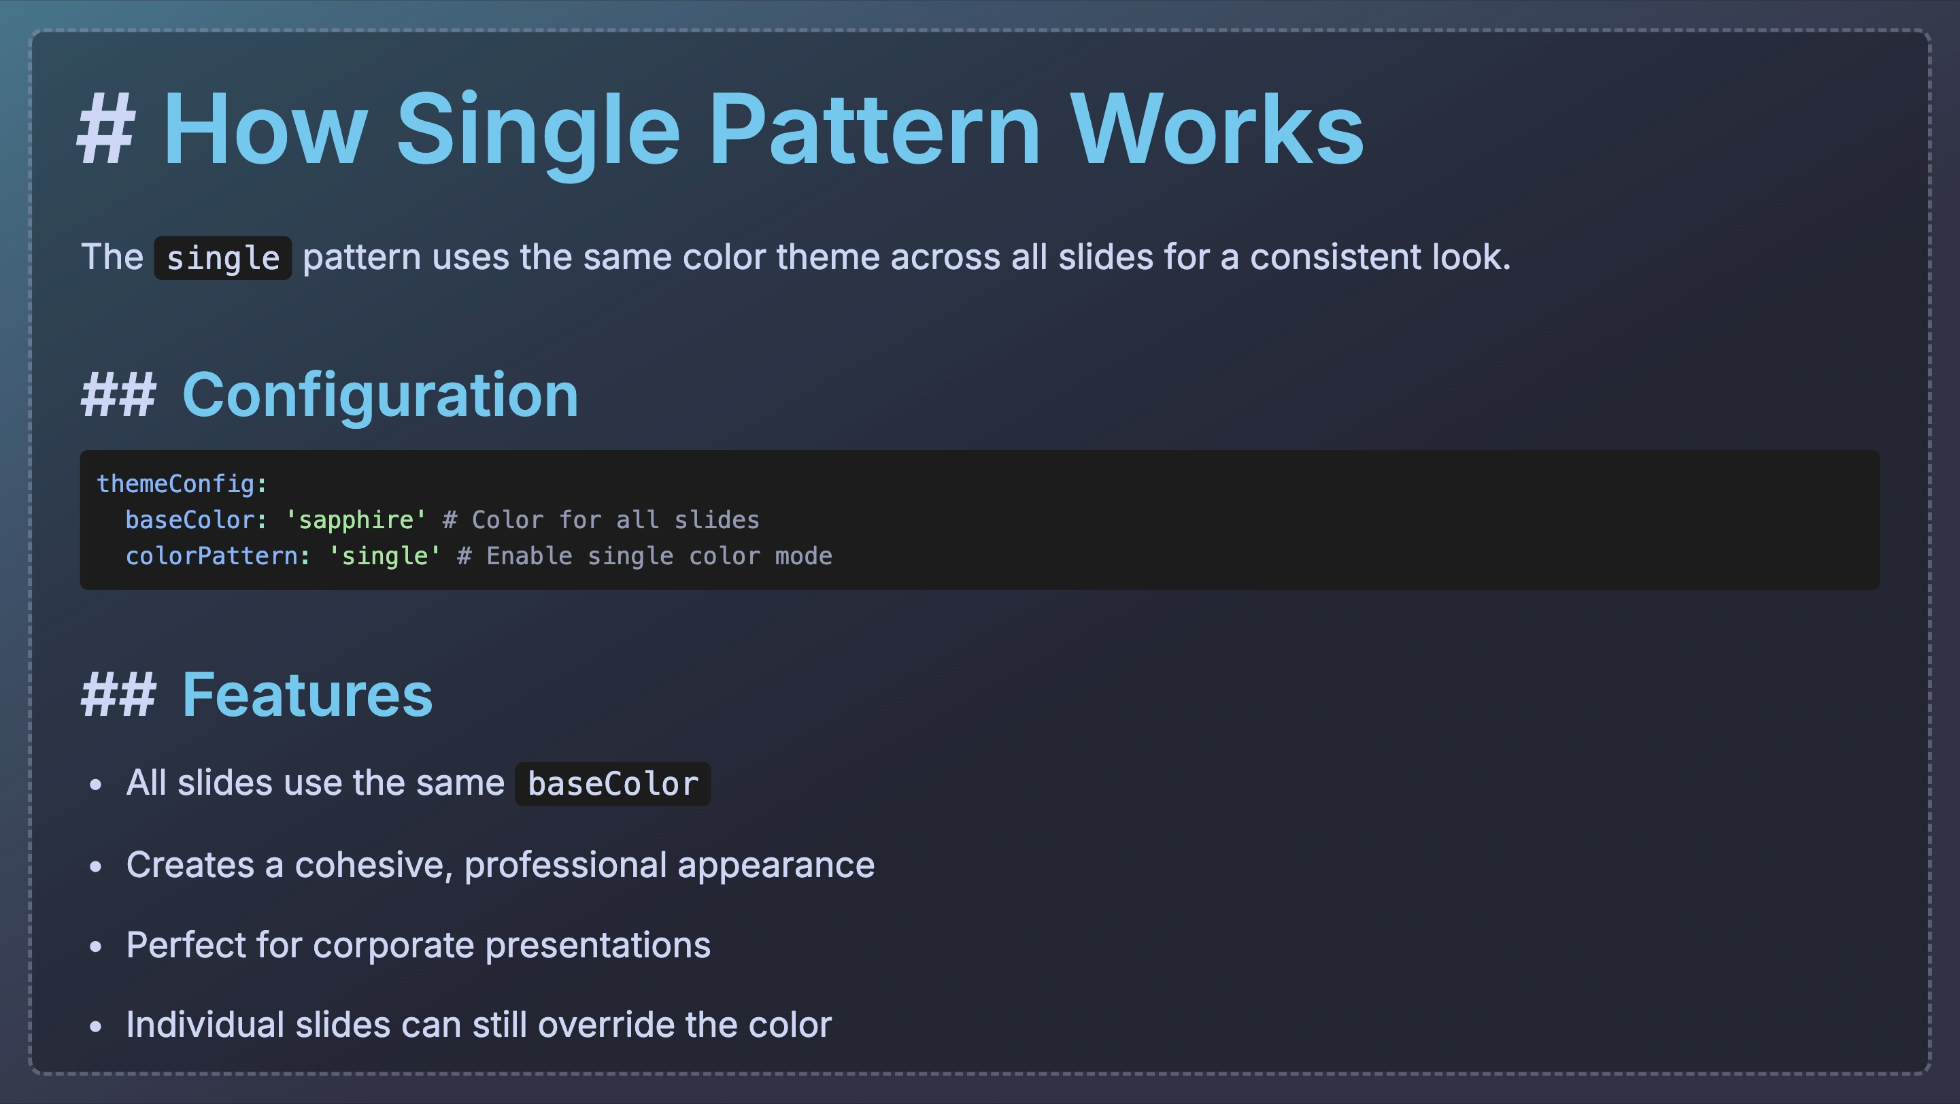 # How Single Pattern Works
The single pattern uses the same color theme across all slides for a consistent look.
## Configuration
themeConfig:
  baseColor: 'sapphire' # Color for all slides
  colorPattern: 'single' # Enable single color mode
## Features
• All slides use the same baseColor
• Creates a cohesive, professional appearance
• Perfect for corporate presentations
• Individual slides can still override the color